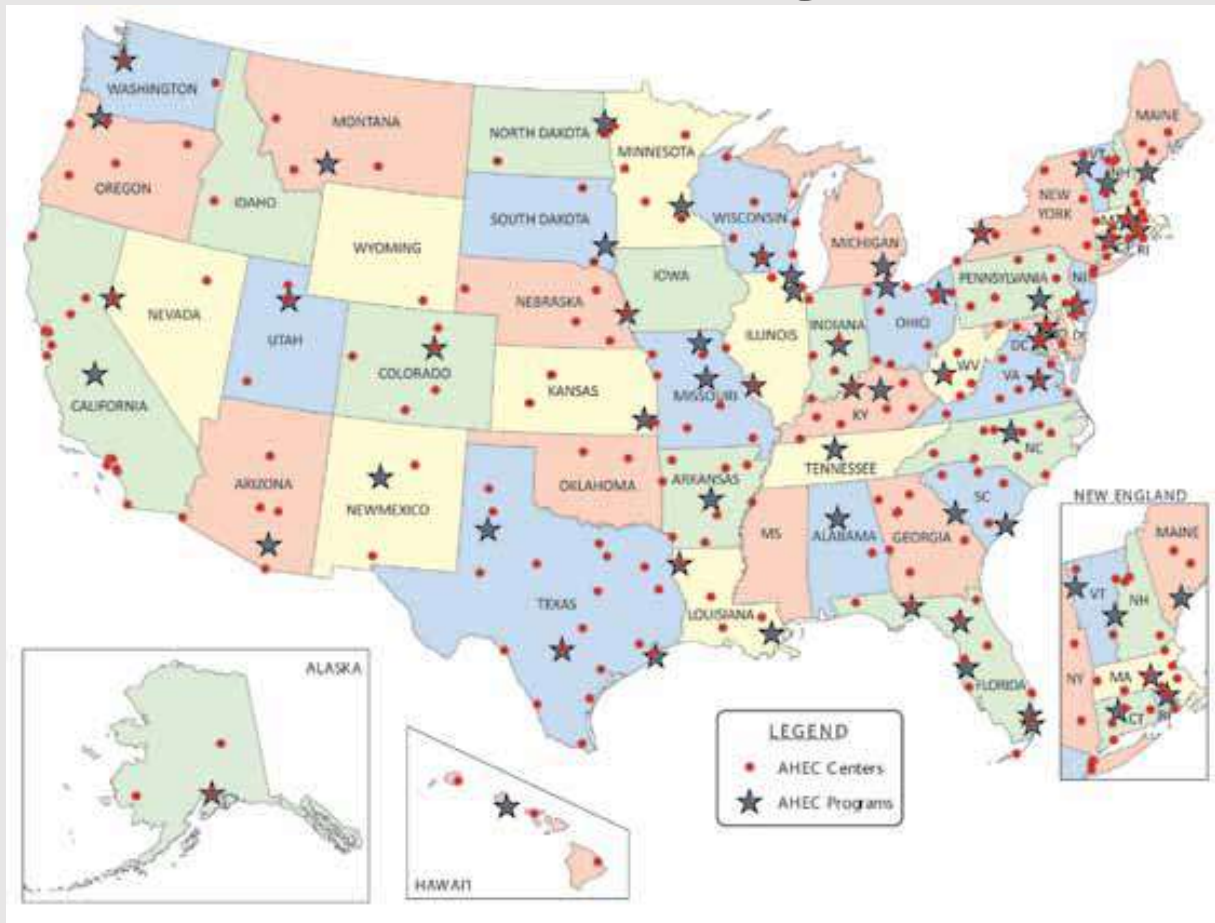 WASHINGTON
MONTANA
NORTH DAKOTA
MINNESOTA
MAINE
OREGON
IDAHO
SOUTH DAKOTA
WISCONSIN
MICHIGAN
NEW
YORK
VT
NH
WYOMING
IOWA
NEBRASKA
PENNSYLVANIA
NJ
RI
NEVADA
UTAH
COLORADO
KANSAS
MISSOURI
ILLINOIS
INDIANA
OHIO
WV
VA
DC
KY
CALIFORNIA
ARIZONA
NEWMEXICO
OKLAHOMA
ARKANSAS
TENNESSEE
NC
SC
MS
ALABAMA
GEORGIA
TEXAS
LOUISIANA
FLORIDA
NEW ENGLAND
MAINE
VT
NH
NY
MA
CT
RI
ALASKA
HAWAI'I
LEGEND
AHEC Centers
AHEC Programs